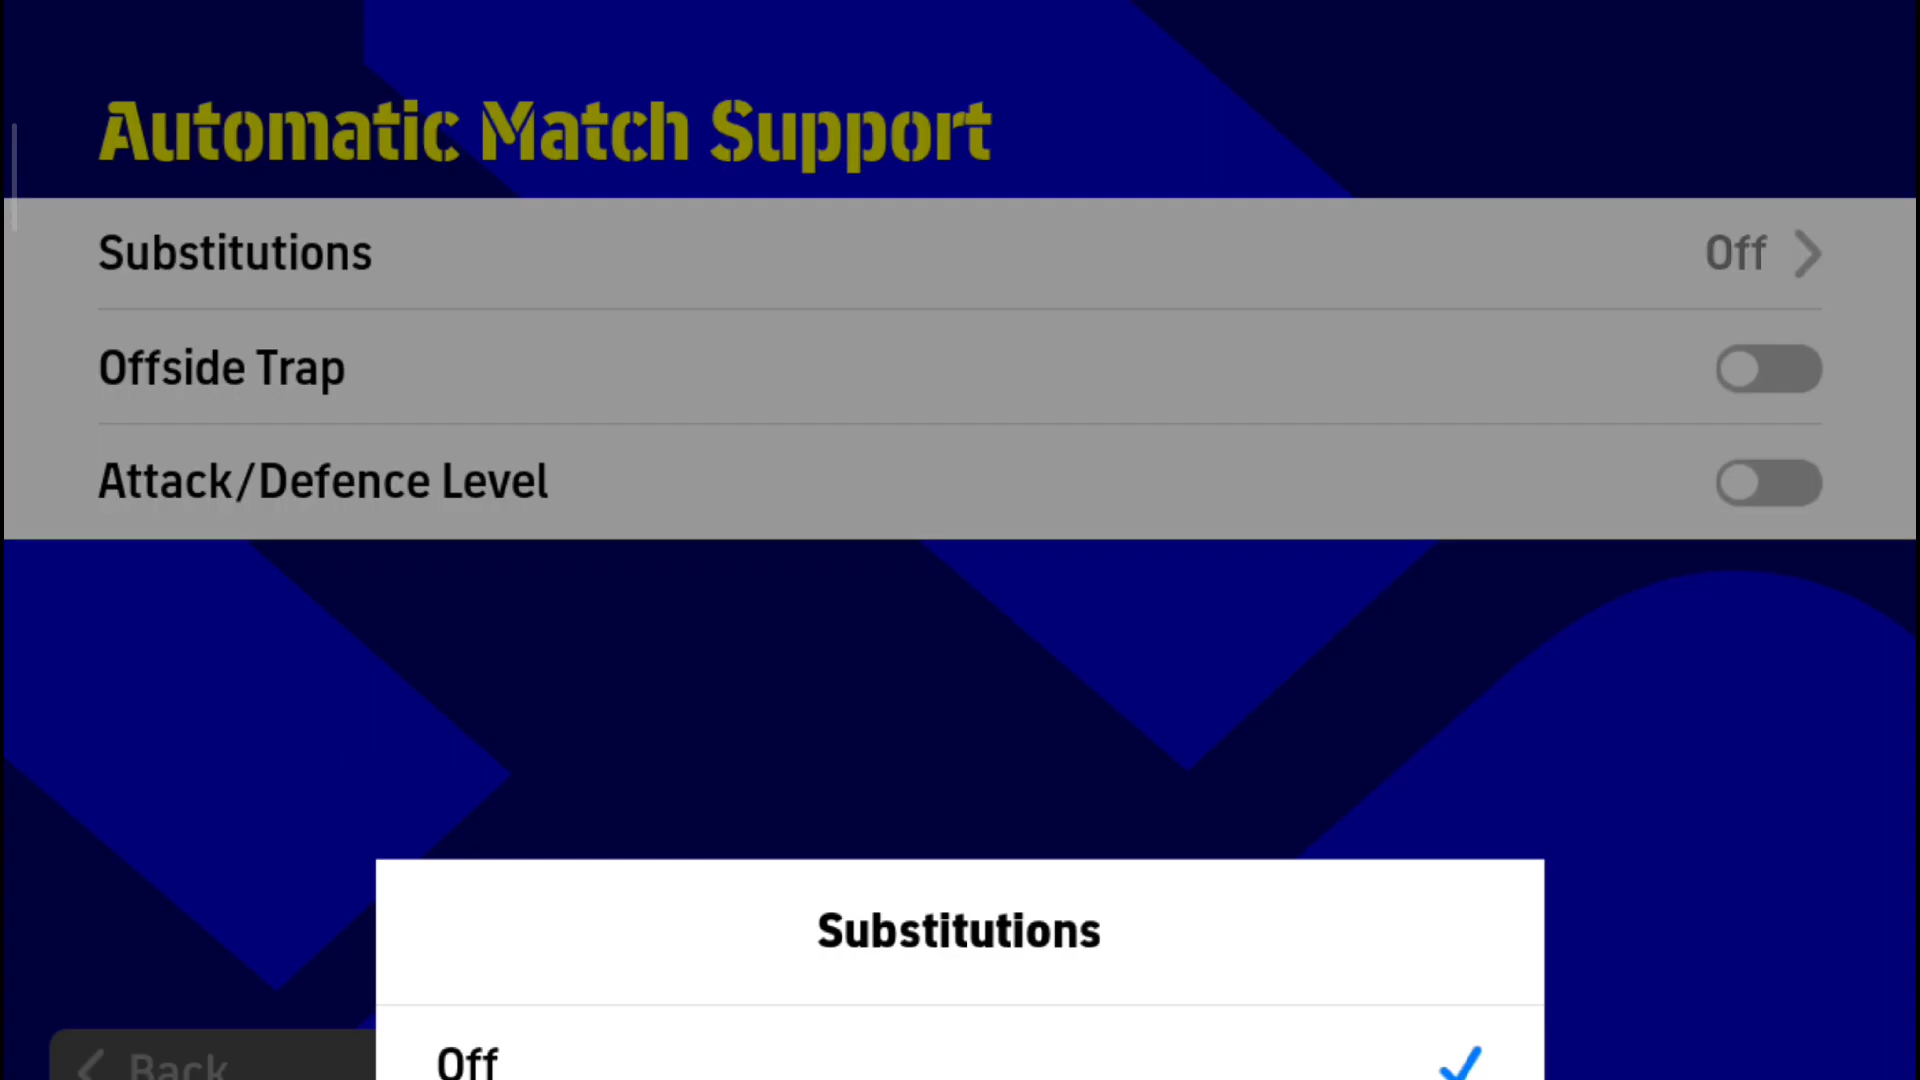 Automatic Match Support
Substitutions Off
Offside Trap
Attack/Defence Level
Substitutions
Off
Back